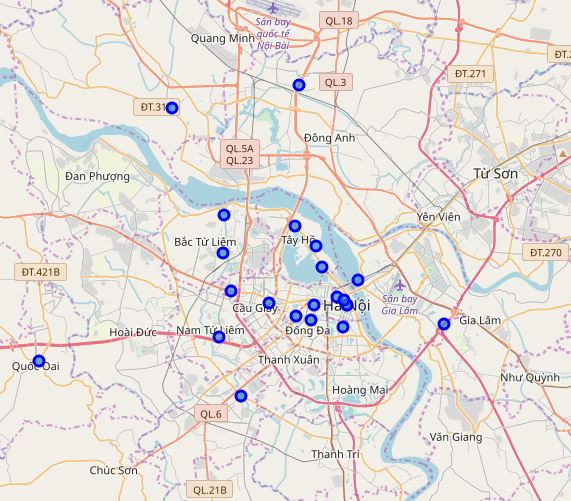 QL.18
Sân bay
quốc tế
Nội Bài
Quang Minh
ĐT.271
QL.3
ĐT.31
Đông Anh
QL.5A
QL.23
Đan Phượng
Từ Sơn
Yên Viên
Bắc Từ Liêm
Tây Hồ
ĐT.270
ĐT.421B
Sân bay
Gia Lâm
Hà Nội
Cầu Giấy
Gia Lâm
Hoài Đức
Nam Từ Liêm
Đống Đa
Thanh Xuân
Quốc Oai
Như Quỳnh
Hoàng Mai
QL.6
Văn Giang
Thanh Trì
Chúc Sơn
QL.21B